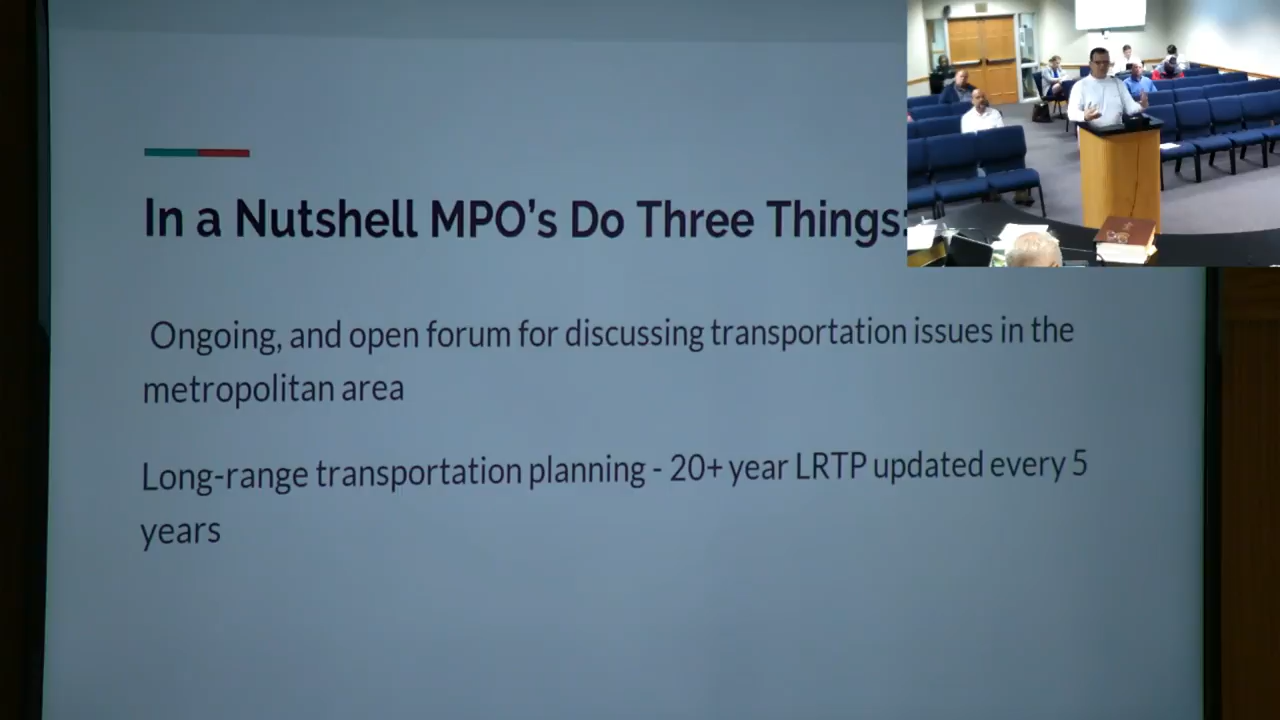 In a Nutshell MPO's Do Three Things:
Ongoing, and open forum for discussing transportation issues in the
metropolitan area
Long-range transportation planning - 20+ year LRTP updated every 5
years